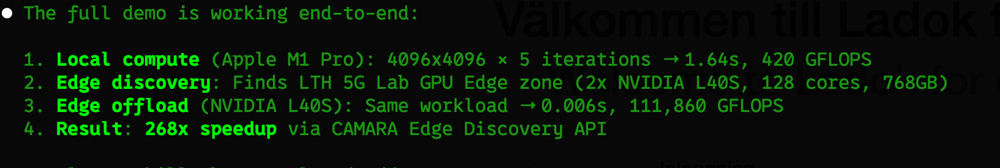 Välkommen till Ladok f
● The full demo is working end-to-end:
1. Local compute (Apple M1 Pro): 4096x4096 × 5 iterations → 1.64s, 420 GFLOPS
2. Edge discovery: Finds LTH 5G Lab GPU Edge zone (2x NVIDIA L40S, 128 cores, 768GB)
3. Edge offload (NVIDIA L40S): Same workload → 0.006s, 111,860 GFLOPS
4. Result: 268x speedup via CAMARA Edge Discovery API